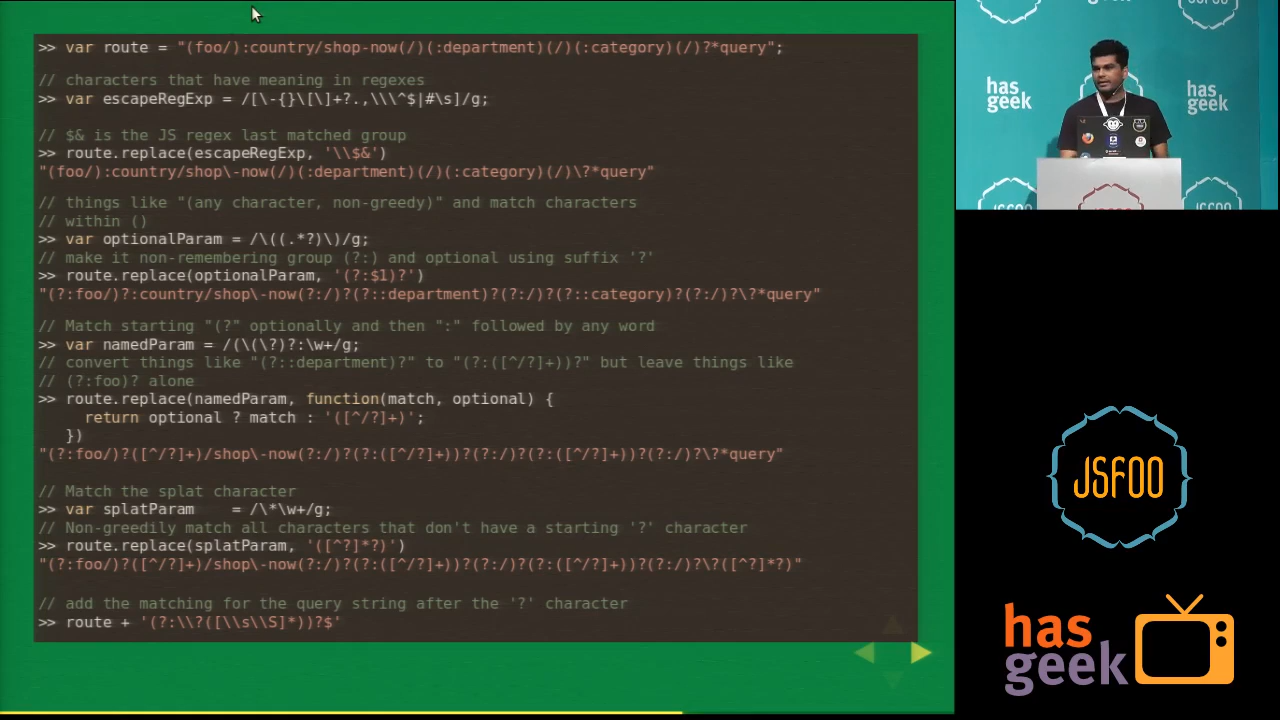 >> var route = "(foo/):country/shop-now(/)(:department)(/)(:category)(/)?*query";
// characters that have meaning in regexes
>> var escapeRegExp = /[\-{}\[\]+?.,\\\^$|#\s]/g;
// $& is the JS regex last matched group
>> route.replace(escapeRegExp, '\\$&')
"(foo/):country/shop\-now(/)(:department)(/)(:category)(/)\?*query"
// things like "(any character, non-greedy)" and match characters
// within ()
>> var optionalParam = /\((.*?)\)/g;
// make it non-remembering group (?:) and optional using suffix '?'
>> route.replace(optionalParam, '(?:$1)?')
"(?:foo/)?:country/shop\-now(?:/)?(?::department)?(?:/)?(?::category)?(?:/)?\?*query"
// Match starting "(?" optionally and then ":" followed by any word
>> var namedParam = /(\(\?)?:\w+/g;
// convert things like "(?::department)?" to "(?:([^/?]+))?" but leave things like
// (?:foo)? alone
>> route.replace(namedParam, function(match, optional) {
return optional ? match : '([^/?]+)';
})
"(?:foo/)?([^/?]+)/shop\-now(?:/)?(?:([^/?]+))?(?:/)?(?:([^/?]+))?(?:/)?\?*query"
// Match the splat character
>> var splatParam    = /\*\w+/g;
// Non-greedily match all characters that don't have a starting '?' character
>> route.replace(splatParam, '([^?]*?)')
"(?:foo/)?([^/?]+)/shop\-now(?:/)?(?:([^/?]+))?(?:/)?(?:([^/?]+))?(?:/)?\?([^?]*?)"
// add the matching for the query string after the '?' character
>> route + '(?:\\?([\\s\\S]*))?$'
has
geek
has
geek
JSFOO
JSFOO
JSFOO
has
geek